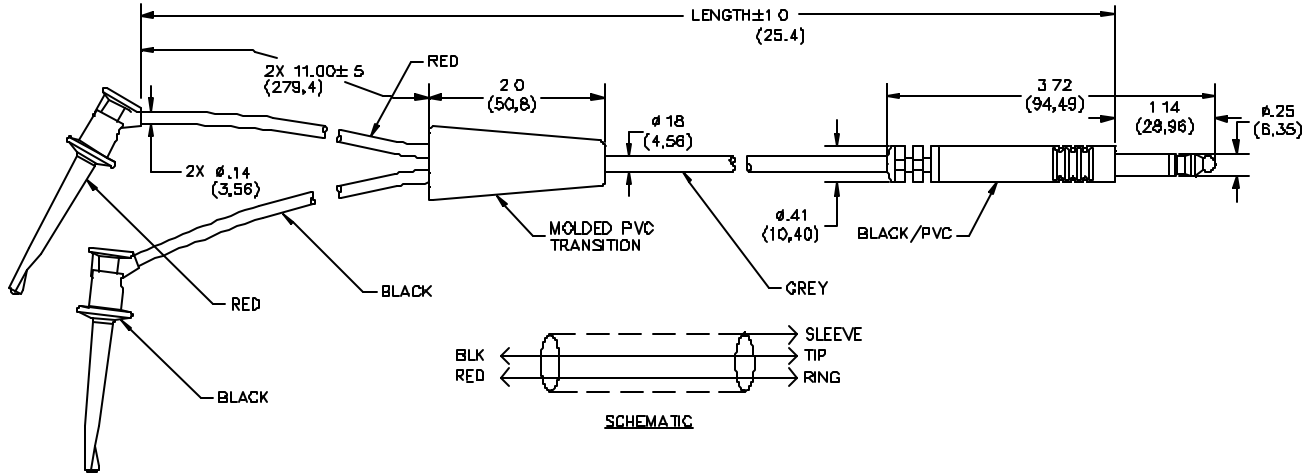 LENGTH±1 0
(25.4)
2X 11.00±5
(279,4)
RED
2 0
(50,8)
3 72
(94,49)
1 14
(28,96)
ø.25
(6,35)
ø 18
(4,56)
2X ø.14
(3,56)
MOLDED PVC
TRANSITION
ø.41
(10,40)
BLACK/PVC
RED
BLACK
GREY
BLACK
SLEEVE
BLK
TIP
RED
RING
SCHEMATIC